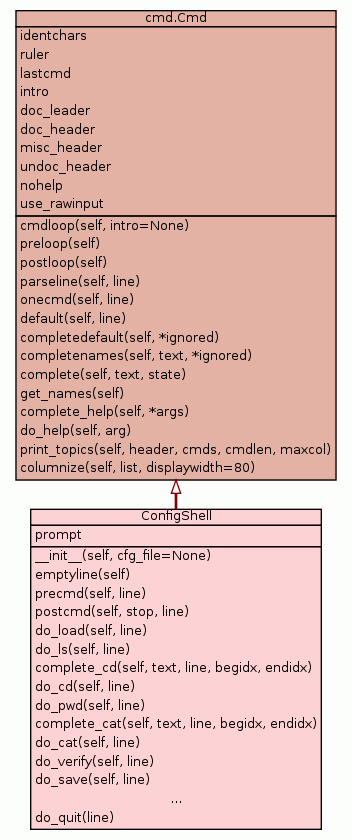 cmd.Cmd
identchars
ruler
lastcmd
intro
doc_leader
doc_header
misc_header
undoc_header
nohelp
use_rawinput
cmdloop(self, intro=None)
preloop(self)
postloop(self)
parseline(self, line)
onecmd(self, line)
default(self, line)
completedefault(self, *ignored)
completenames(self, text, *ignored)
complete(self, text, state)
get_names(self)
complete_help(self, *args)
do_help(self, arg)
print_topics(self, header, cmds, cmdlen, maxcol)
columnize(self, list, displaywidth=80)
ConfigShell
prompt
__init__(self, cfg_file=None)
emptyline(self)
precmd(self, line)
postcmd(self, stop, line)
do_load(self, line)
do_ls(self, line)
complete_cd(self, text, line, begidx, endidx)
do_cd(self, line)
do_pwd(self, line)
complete_cat(self, text, line, begidx, endidx)
do_cat(self, line)
do_verify(self, line)
do_save(self, line)
...
do_quit(line)